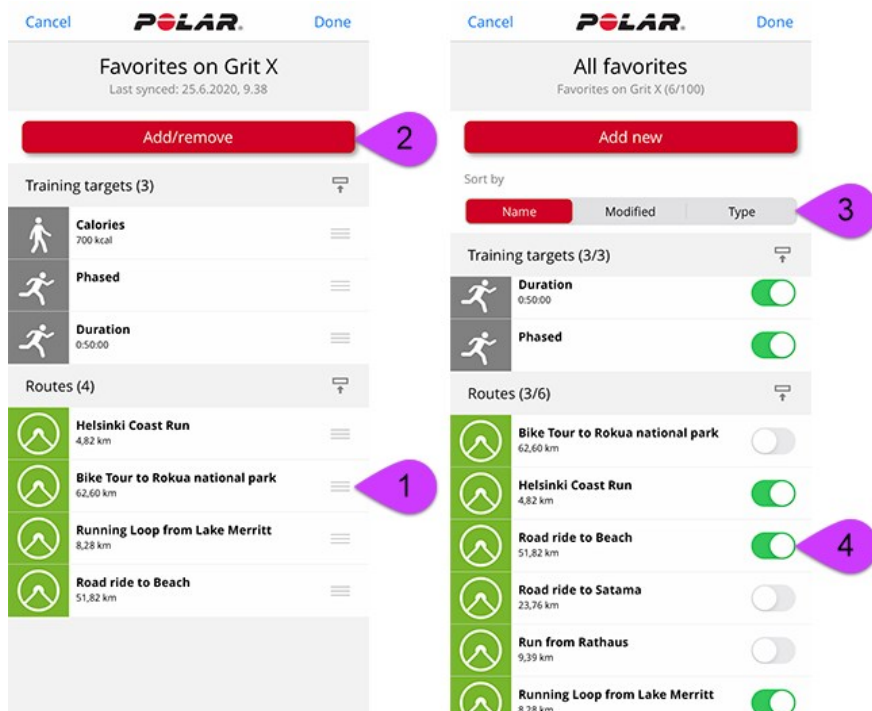 Cancel
POLAR.
Done
Favorites on Grit X
Last synced: 25.6.2020, 9.38
Add/remove
2
Training targets (3)
Calories
700 kcal
Phased
Duration
0:50:00
Routes (4)
Helsinki Coast Run
4,82 km
Bike Tour to Rokua national park
62,60 km
1
Running Loop from Lake Merritt
8,28 km
Road ride to Beach
51,82 km
Cancel
POLAR.
Done
All favorites
Favorites on Grit X (6/100)
Add new
Sort by
Name
Modified
Type
3
Training targets (3/3)
Duration
0:50:00
Phased
Routes (3/6)
Bike Tour to Rokua national park
62,60 km
Helsinki Coast Run
4,82 km
Road ride to Beach
51,82 km
4
Road ride to Satama
23,76 km
Run from Rathaus
9,39 km
Running Loop from Lake Merritt
8,28 km